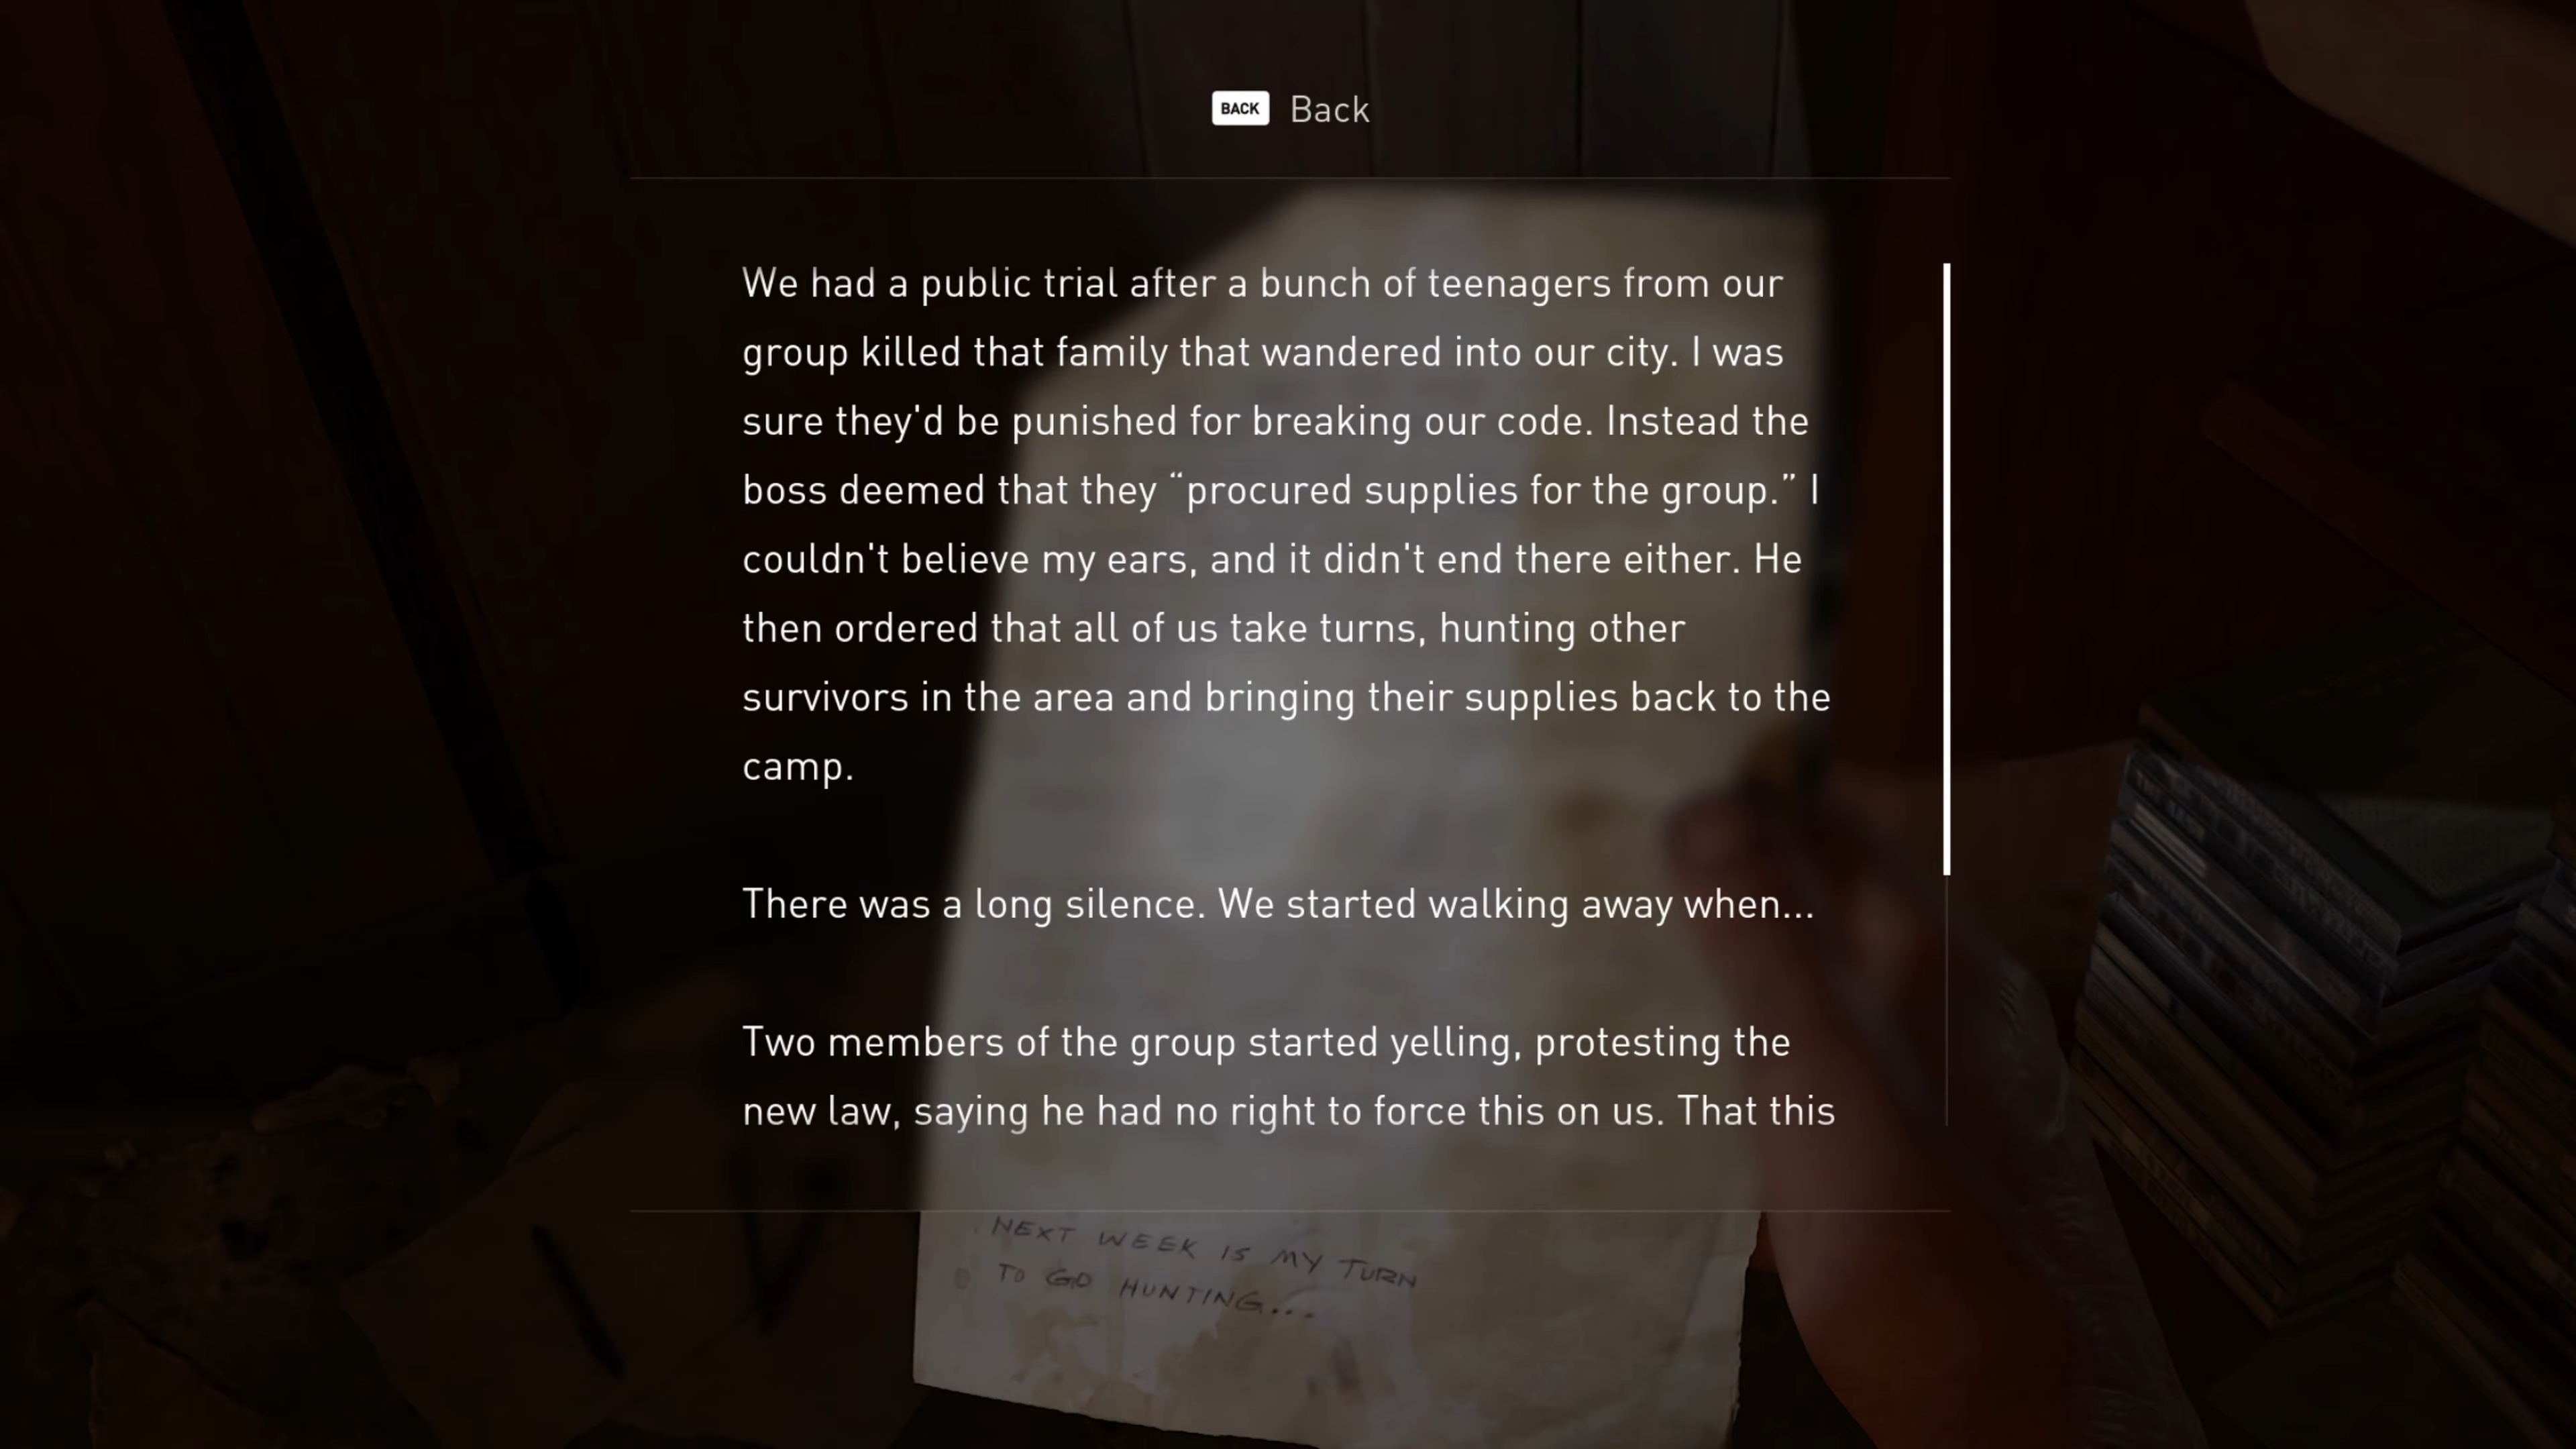 BACK Back
We had a public trial after a bunch of teenagers from our
group killed that family that wandered into our city. I was
sure they'd be punished for breaking our code. Instead the
boss deemed that they “procured supplies for the group.” I
couldn't believe my ears, and it didn't end there either. He
then ordered that all of us take turns, hunting other
survivors in the area and bringing their supplies back to the
camp.
There was a long silence. We started walking away when...
Two members of the group started yelling, protesting the
new law, saying he had no right to force this on us. That this
NEXT WEEK IS MY TURN
TO GO HUNTING...